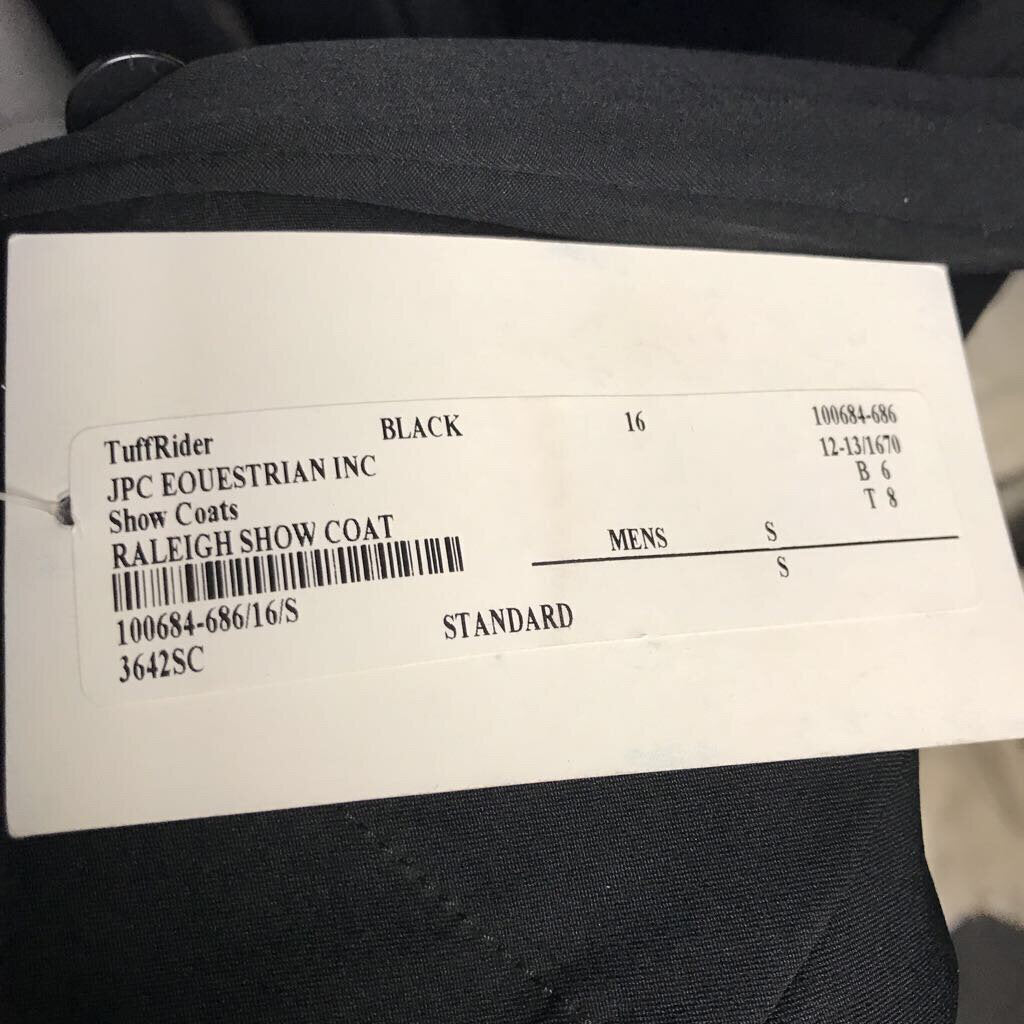 TuffRider BLACK 16 100684-686
12-13/1670
JPC EQUESTRIAN INC B 6
Show Coats T 8
RALEIGH SHOW COAT MENS S
S
100684-686/16/S STANDARD
3642SC